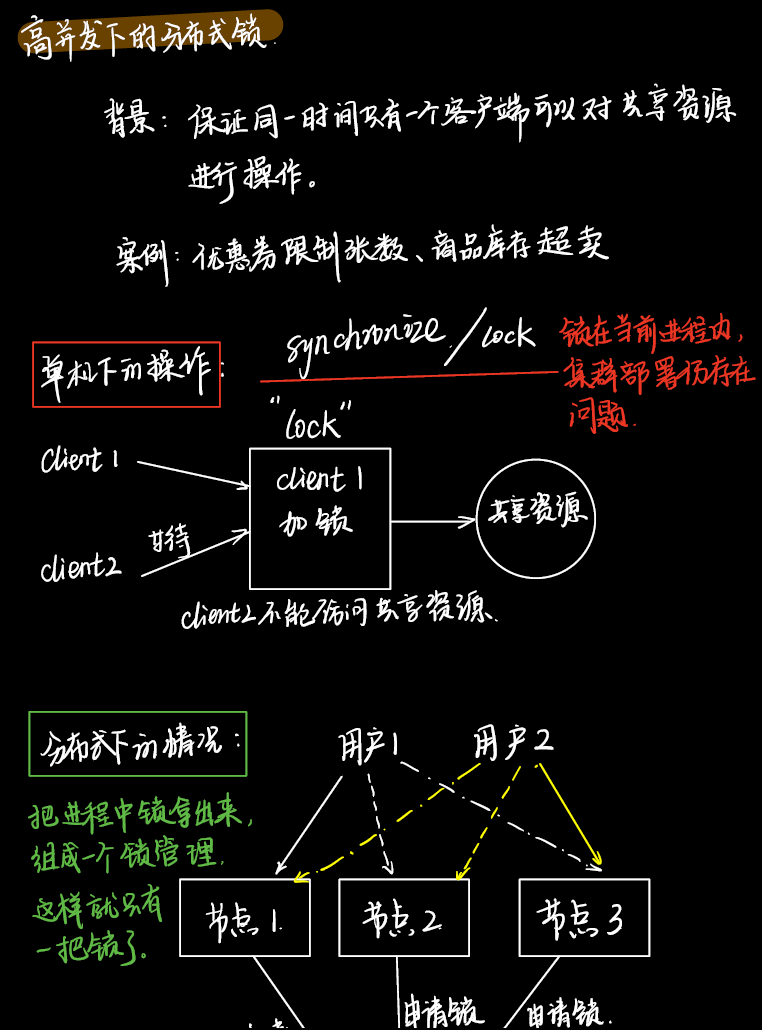 高并发下的分布式锁.
背景：保证同一时间只有一个客户端可以对共享资源
进行操作。
案例：优惠券限制张数、商品库存超卖
单机下的操作：
synchronize/lock
锁在当前进程内，
集群部署仍存在
问题.
"lock"
client1
client1
加锁
共享资源
client2
等待
client2不能访问共享资源.
分布式下的情况：
用户1
用户2
把进程中锁拿出来，
组成一个锁管理.
这样就只有
一把锁了。
节点1.
节点2
节点3
申请锁
申请锁.